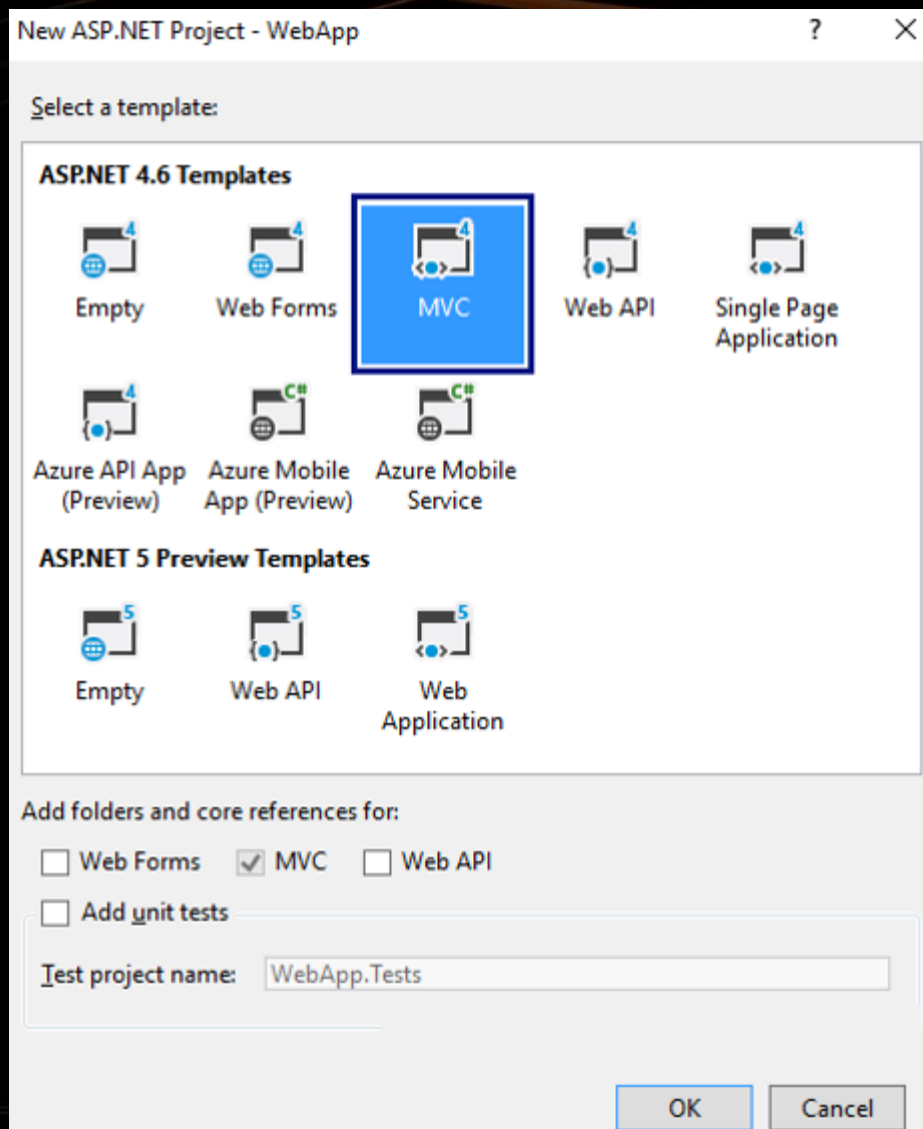 New ASP.NET Project - WebApp ? ×
Select a template:
ASP.NET 4.6 Templates
4 4 4 4 4
Empty Web Forms MVC Web API Single Page
Application
4 C# C#
Azure API App Azure Mobile Azure Mobile
(Preview) App (Preview) Service
ASP.NET 5 Preview Templates
5 5 5
Empty Web API Web
Application
Add folders and core references for:
Web Forms MVC Web API
Add unit tests
Test project name: WebApp.Tests
OK Cancel